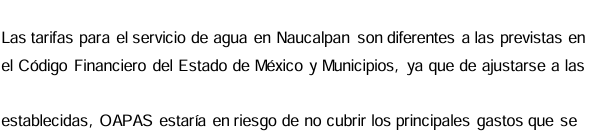 Las tarifas para el servicio de agua en Naucalpan son diferentes a las previstas en
el Código Financiero del Estado de México y Municipios, ya que de ajustarse a las
establecidas, OAPAS estaría en riesgo de no cubrir los principales gastos que se